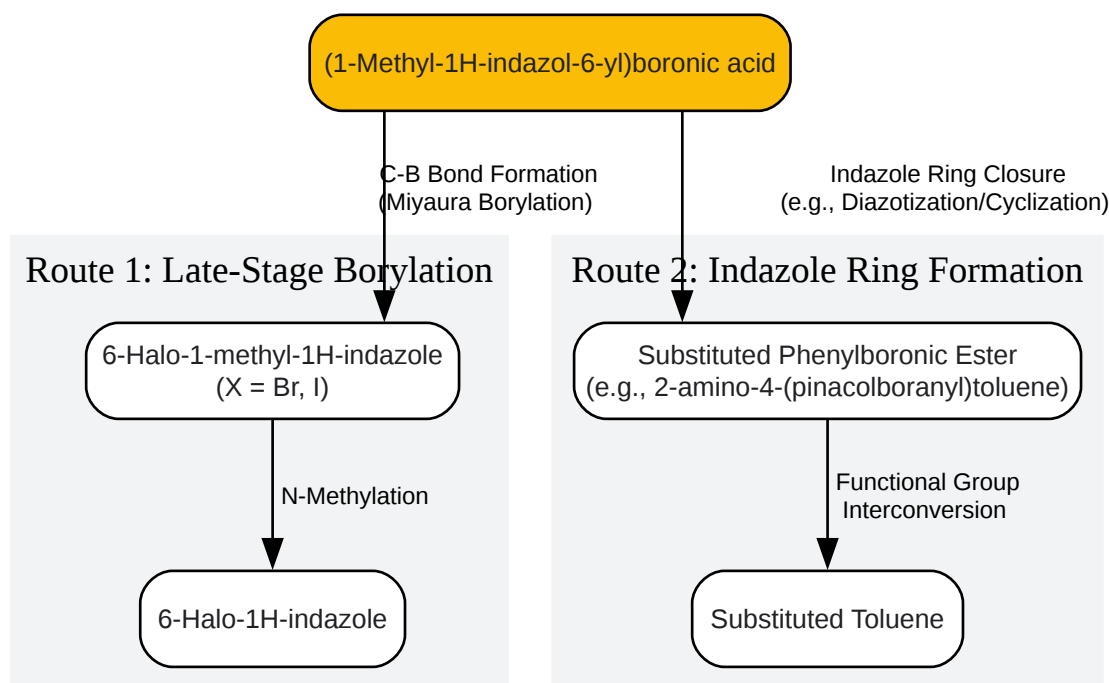 (1-Methyl-1H-indazol-6-yl)boronic acid
C-B Bond Formation
(Miyaura Borylation)
Indazole Ring Closure
(e.g., Diazotization/Cyclization)
Route 1: Late-Stage Borylation
Route 2: Indazole Ring Formation
6-Halo-1-methyl-1H-indazole
(X = Br, I)
Substituted Phenylboronic Ester
(e.g., 2-amino-4-(pinacolboranyl)toluene)
N-Methylation
Functional Group
Interconversion
6-Halo-1H-indazole
Substituted Toluene